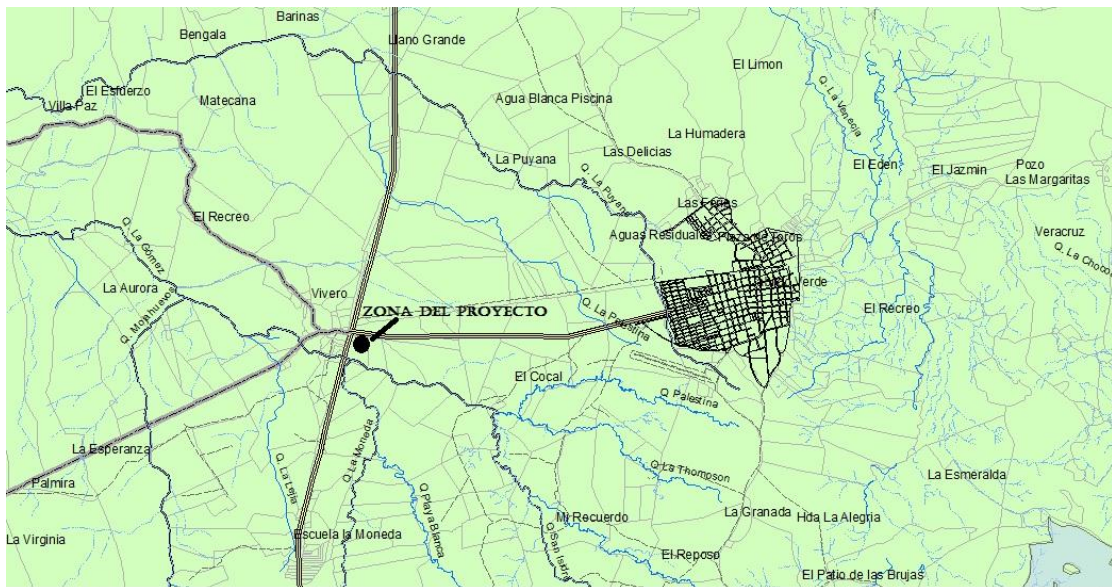 Barinas
Bengala
Llano Grande
El Limon
El Esfuerzo
Villa Paz
Matecana
Agua Blanca Piscina
Q. La Venecia
La Humadera
Las Delicias
La Puyana
El Eden
Pozo
El Jazmin
Las Margaritas
Q. La Puyana
El Recreo
Las Ferias
Aguas Residuales
Plaza de Toros
Veracruz
Q. La Gómez
Verde
La Aurora
Vivero
ZONA DEL PROYECTO
El Recreo
Q. La Palestina
El Cocal
Q. Palestina
La Esperanza
Q. La Moneda
Q. La Thompson
La Esmeralda
Palmira
Q. La Lejia
Q. Playa Blanca
Mi Recuerdo
La Granada
Hda La Alegria
La Virginia
Escuela la Moneda
Q. San Isidro
El Reposo
El Patio de las Brujas